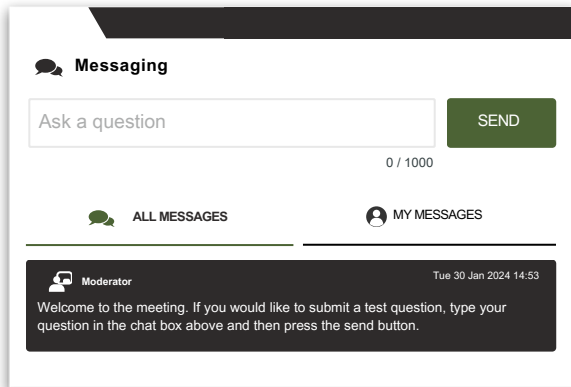 Messaging
Ask a question
SEND
0 / 1000
ALL MESSAGES
MY MESSAGES
Moderator
Tue 30 Jan 2024 14:53
Welcome to the meeting. If you would like to submit a test question, type your
question in the chat box above and then press the send button.